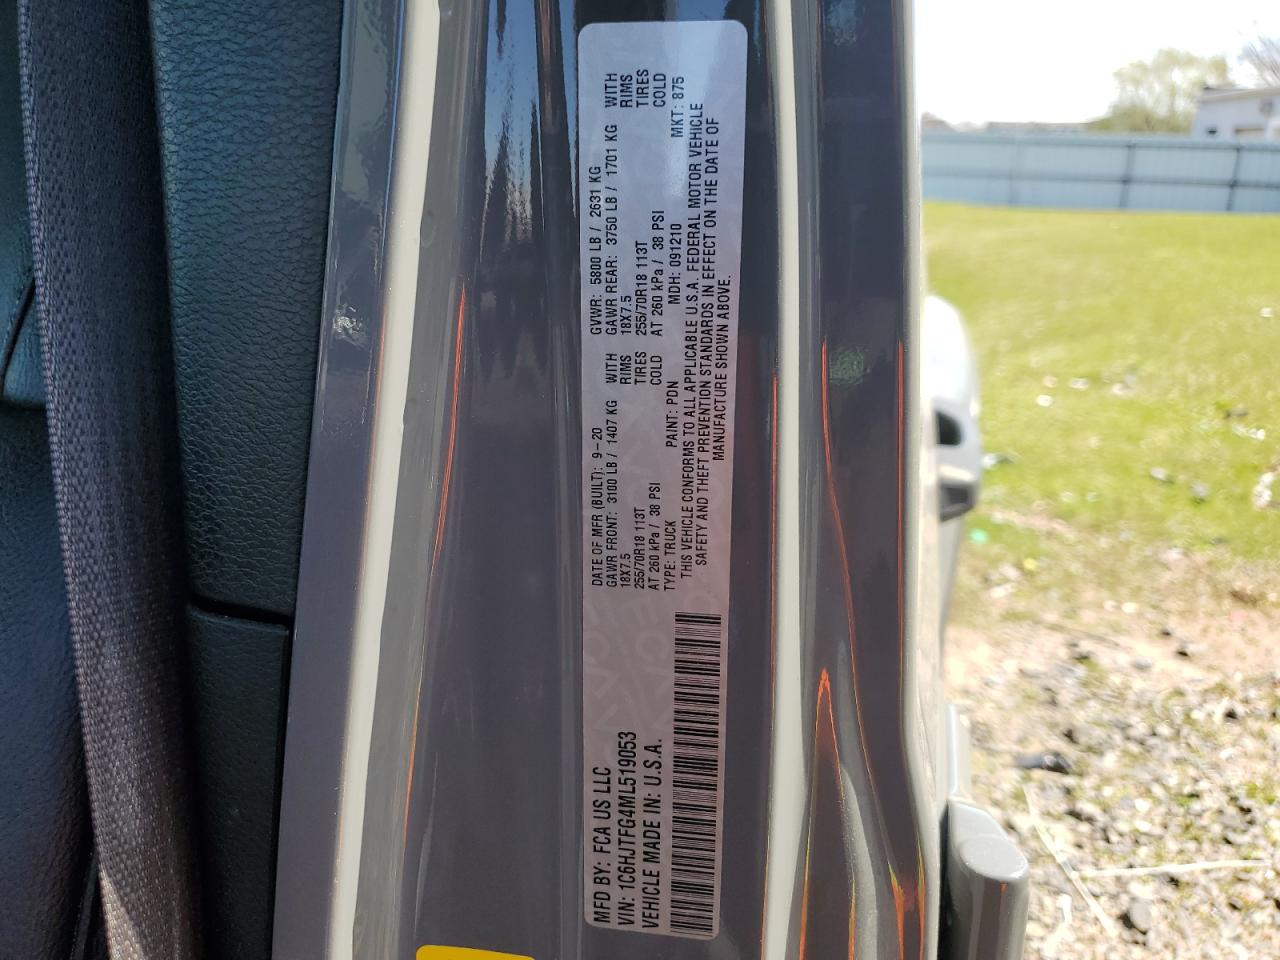 MFD BY: FCA US LLC
VIN: 1C6HJTFG4ML519053
VEHICLE MADE IN: U.S.A.
DATE OF MFR (BUILT): 9-20 GVWR: 5800 LB / 2631 KG
GAWR FRONT: 3100 LB / 1407 KG WITH GAWR REAR: 3750 LB / 1701 KG WITH
18X7.5 RIMS 18X7.5 RIMS
255/70R18 113T TIRES 255/70R18 113T TIRES
AT 260 kPa / 38 PSI COLD AT 260 kPa / 38 PSI COLD
TYPE: TRUCK PAINT: PDN MDH: 091210 MKT: 875
THIS VEHICLE CONFORMS TO ALL APPLICABLE U.S.A. FEDERAL MOTOR VEHICLE
SAFETY AND THEFT PREVENTION STANDARDS IN EFFECT ON THE DATE OF
MANUFACTURE SHOWN ABOVE.